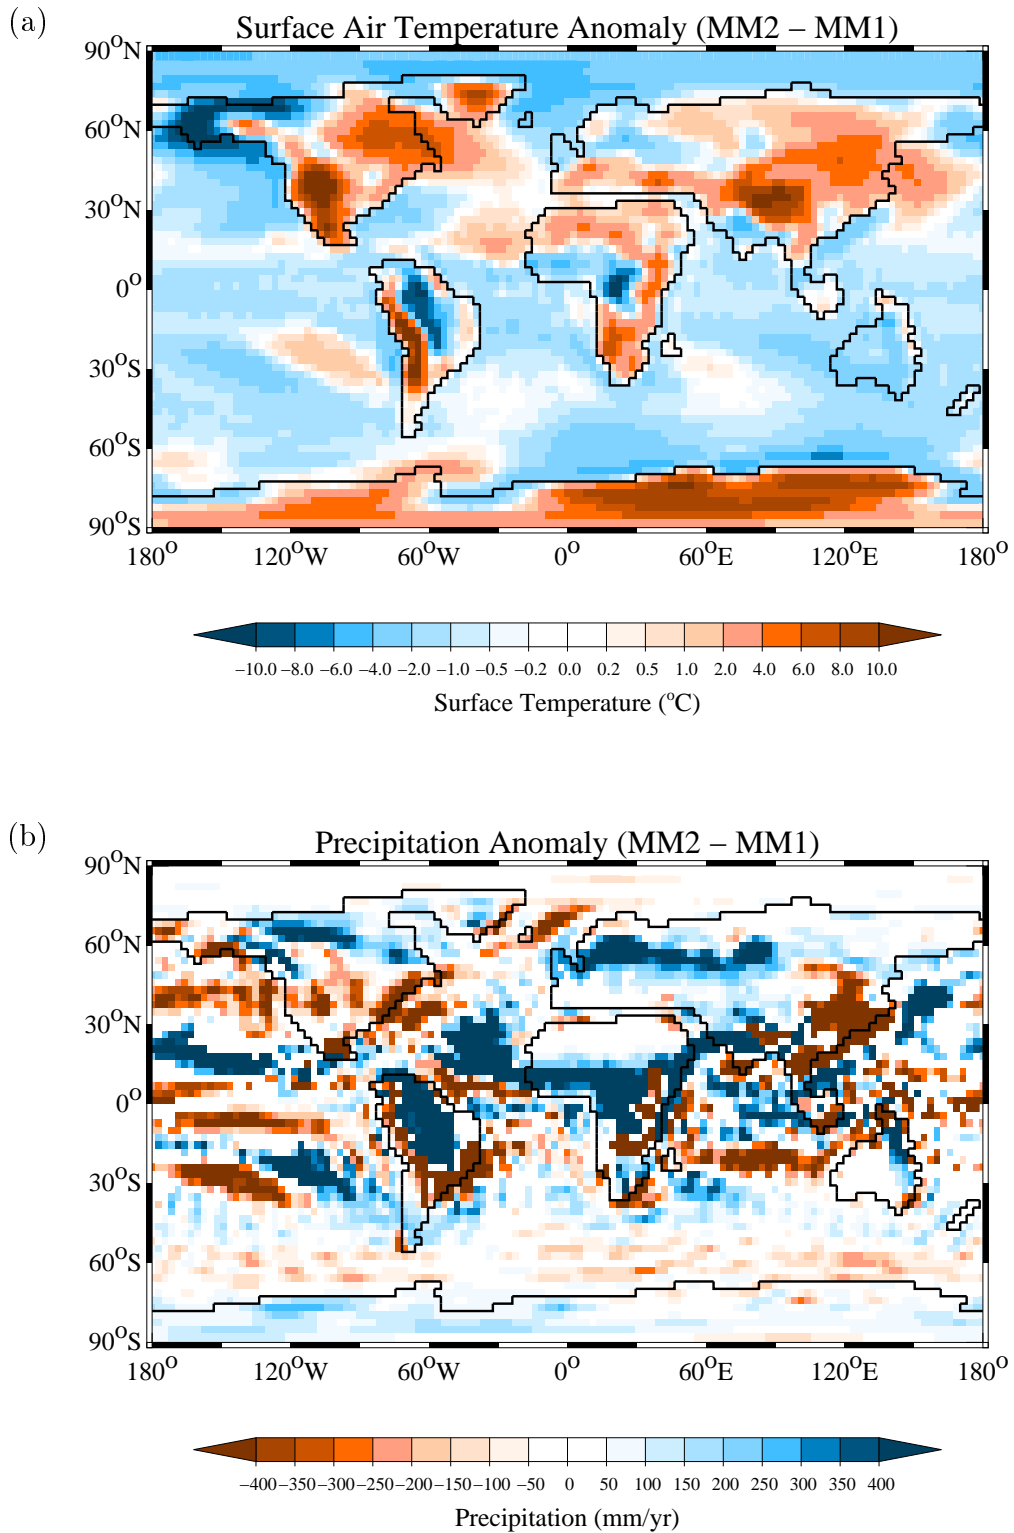 (a)
Surface Air Temperature Anomaly (MM2 – MM1)
90°N
60°N
30°N
0°
30°S
60°S
90°S
180° 120°W 60°W 0° 60°E 120°E 180°
−10.0 −8.0 −6.0 −4.0 −2.0 −1.0 −0.5 −0.2 0.0 0.2 0.5 1.0 2.0 4.0 6.0 8.0 10.0
Surface Temperature (°C)
(b)
Precipitation Anomaly (MM2 – MM1)
90°N
60°N
30°N
0°
30°S
60°S
90°S
180° 120°W 60°W 0° 60°E 120°E 180°
−400 −350 −300 −250 −200 −150 −100 −50 0 50 100 150 200 250 300 350 400
Precipitation (mm/yr)